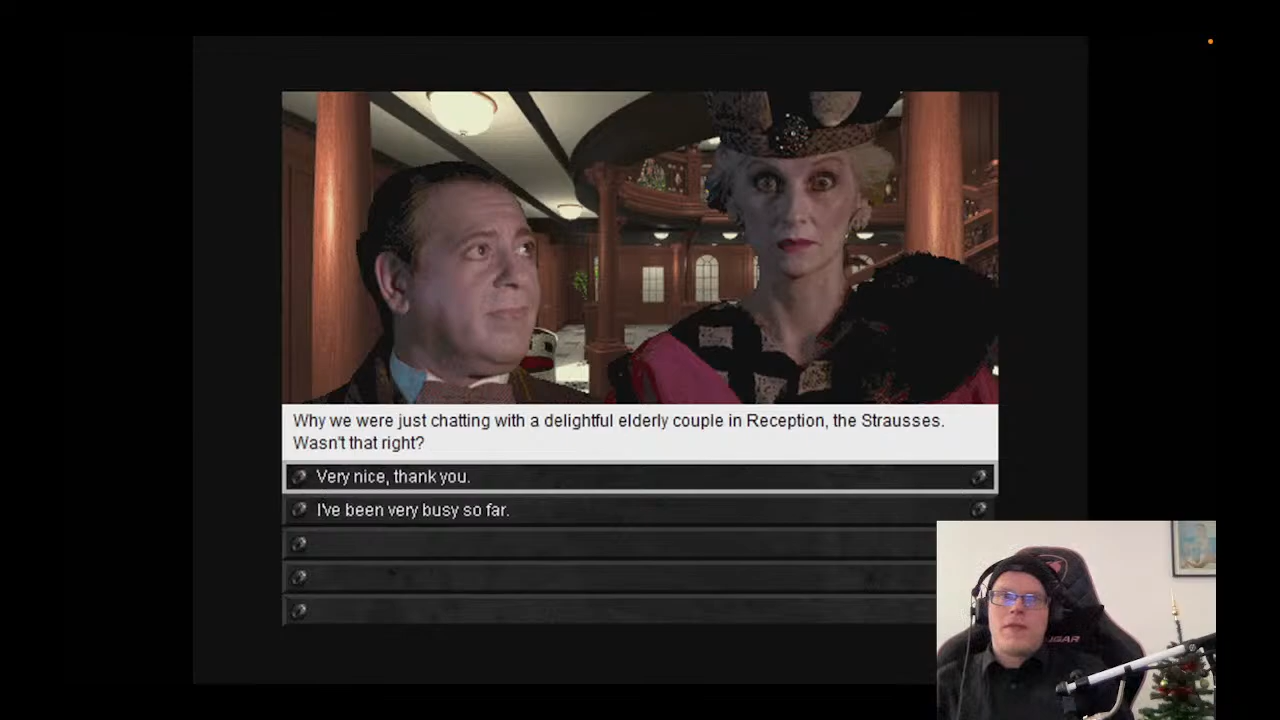 Why we were just chatting with a delightful elderly couple in Reception, the Strausses.
Wasn't that right?
Very nice, thank you.
I've been very busy so far.